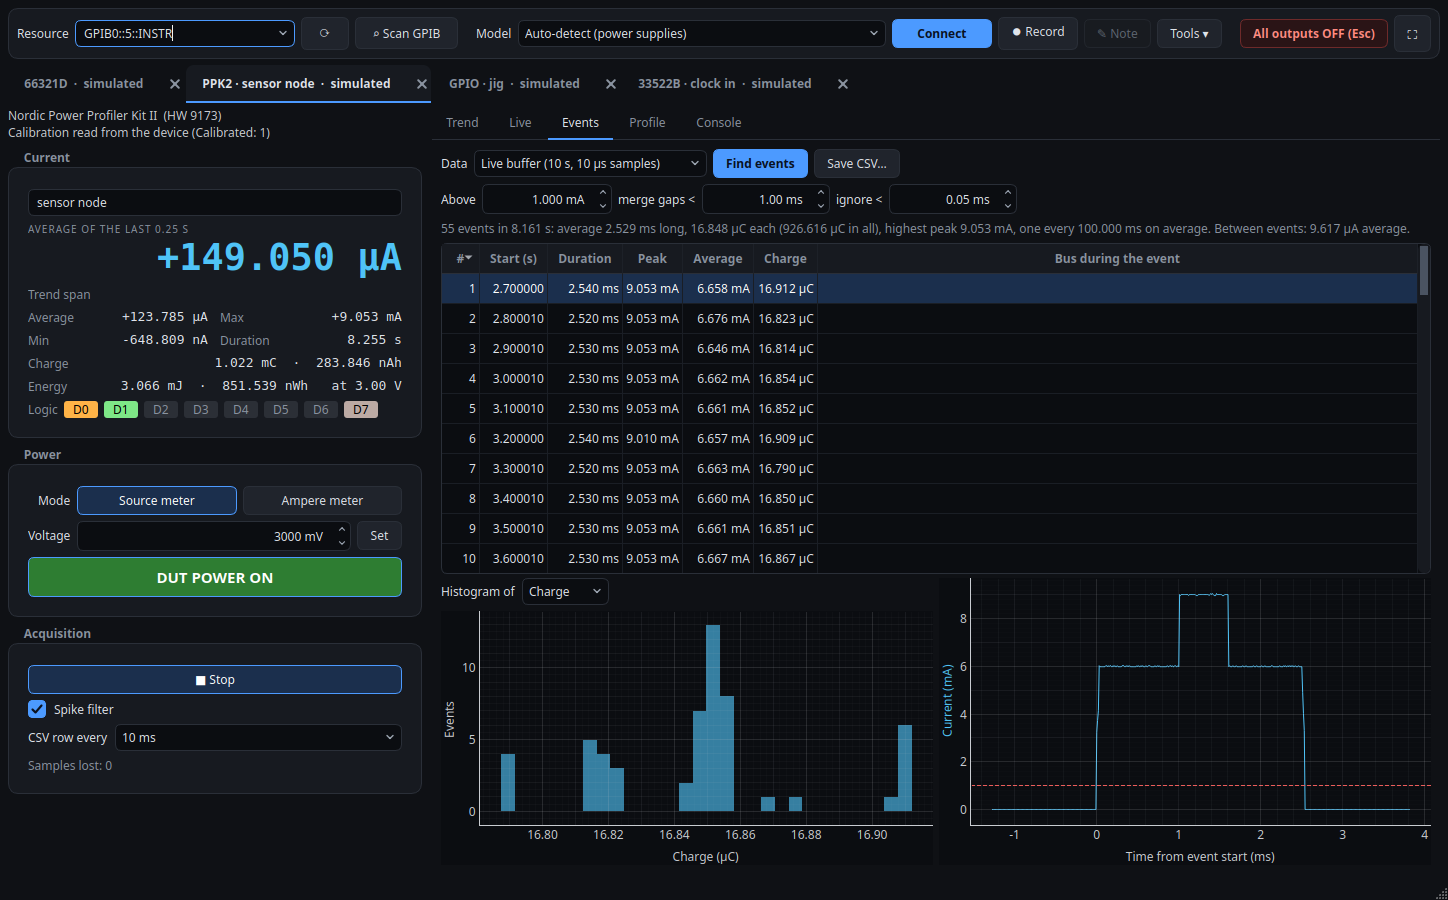 Resource GPIB0::5::INSTR ⟳ ⌕ Scan GPIB Model Auto-detect (power supplies) Connect ● Record ✎ Note Tools ▾ All outputs OFF (Esc) ⛶
66321D · simulated ✕ PPK2 · sensor node · simulated ✕ GPIO · jig · simulated ✕ 33522B · clock in · simulated ✕
Nordic Power Profiler Kit II (HW 9173)
Calibration read from the device (Calibrated: 1)
Current
sensor node
AVERAGE OF THE LAST 0.25 S
+149.050 µA
Trend span
Average +123.785 µA Max +9.053 mA
Min -648.809 nA Duration 8.255 s
Charge 1.022 mC · 283.846 nAh
Energy 3.066 mJ · 851.539 nWh at 3.00 V
Logic D0 D1 D2 D3 D4 D5 D6 D7
Power
Mode Source meter Ampere meter
Voltage 3000 mV Set
DUT POWER ON
Acquisition
■ Stop
Spike filter
CSV row every 10 ms
Samples lost: 0
Trend Live Events Profile Console
Data Live buffer (10 s, 10 µs samples) Find events Save CSV...
Above 1.000 mA merge gaps < 1.00 ms ignore < 0.05 ms
55 events in 8.161 s: average 2.529 ms long, 16.848 µC each (926.616 µC in all), highest peak 9.053 mA, one every 100.000 ms on average. Between events: 9.617 µA average.
# Start (s) Duration Peak Average Charge Bus during the event
1 2.700000 2.540 ms 9.053 mA 6.658 mA 16.912 µC
2 2.800010 2.520 ms 9.053 mA 6.676 mA 16.823 µC
3 2.900010 2.530 ms 9.053 mA 6.646 mA 16.814 µC
4 3.000010 2.530 ms 9.053 mA 6.662 mA 16.854 µC
5 3.100010 2.530 ms 9.053 mA 6.661 mA 16.852 µC
6 3.200000 2.540 ms 9.010 mA 6.657 mA 16.909 µC
7 3.300010 2.520 ms 9.053 mA 6.663 mA 16.790 µC
8 3.400010 2.530 ms 9.053 mA 6.660 mA 16.850 µC
9 3.500010 2.530 ms 9.053 mA 6.661 mA 16.851 µC
10 3.600010 2.530 ms 9.053 mA 6.667 mA 16.867 µC
Histogram of Charge
Events
10
5
0
16.80 16.82 16.84 16.86 16.88 16.90
Charge (µC)
Current (mA)
8
6
4
2
0
-1 0 1 2 3 4
Time from event start (ms)